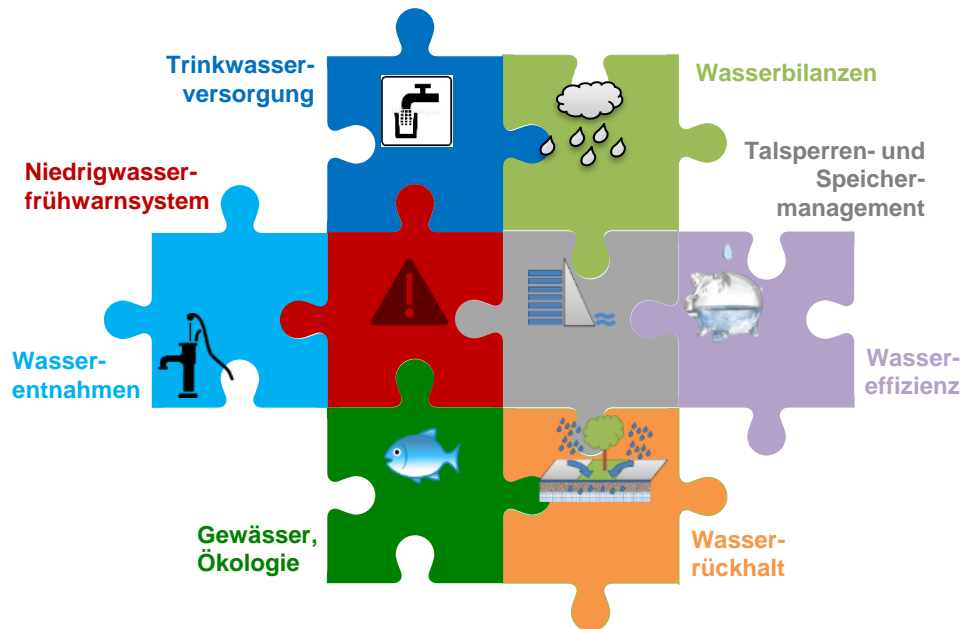 Trinkwasser-
versorgung
Wasserbilanzen
Niedrigwasser-
frühwarnsystem
Talsperren- und
Speicher-
management
Wasser-
entnahmen
Wasser-
effizienz
Gewässer,
Ökologie
Wasser-
rückhalt